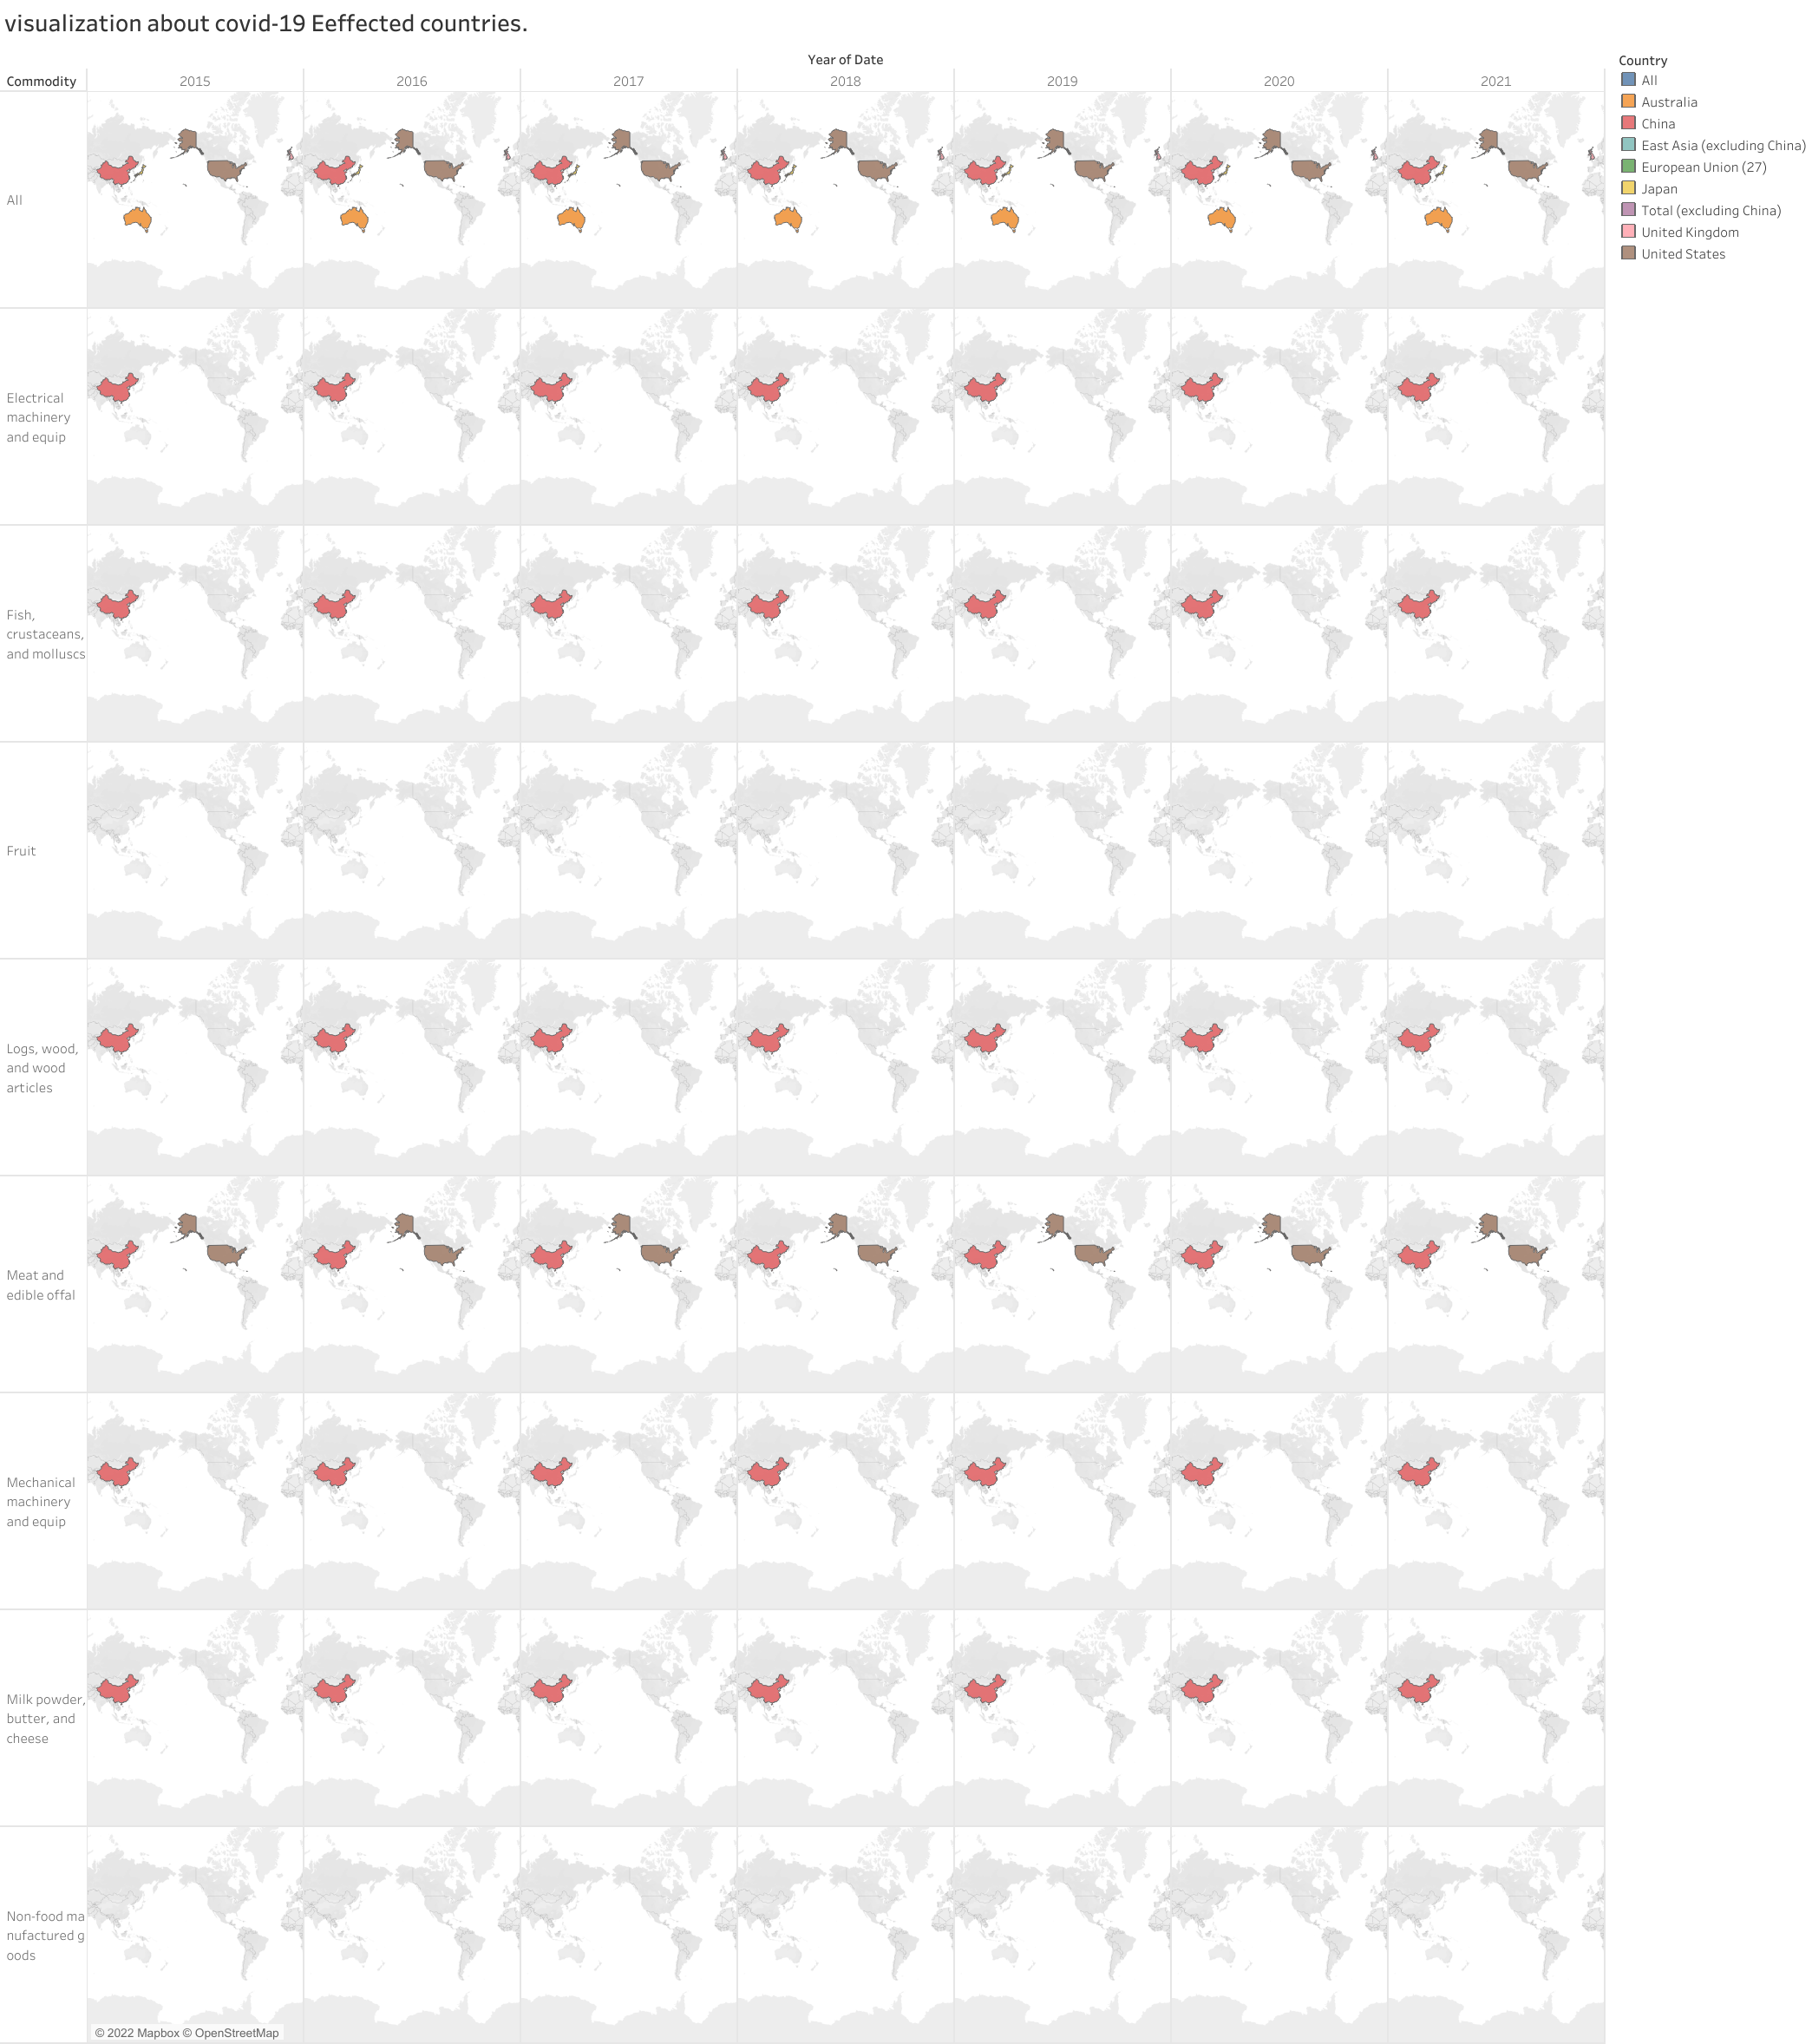 visualization about covid-19 Eeffected countries.
Year of Date
Commodity
2015
2016
2017
2018
2019
2020
2021
Country
All
Australia
China
East Asia (excluding China)
European Union (27)
Japan
Total (excluding China)
United Kingdom
United States
All
Electrical
machinery
and equip
Fish,
crustaceans,
and molluscs
Fruit
Logs, wood,
and wood
articles
Meat and
edible offal
Mechanical
machinery
and equip
Milk powder,
butter, and
cheese
Non-food ma
nufactured g
oods
© 2022 Mapbox © OpenStreetMap